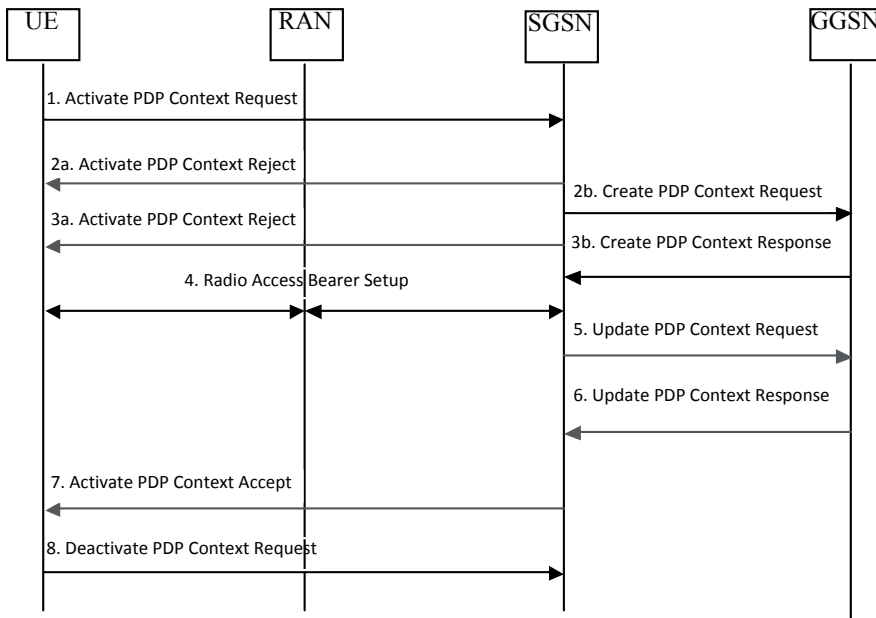 UE
RAN
SGSN
GGSN
1. Activate PDP Context Request
2a. Activate PDP Context Reject
2b. Create PDP Context Request
3a. Activate PDP Context Reject
3b. Create PDP Context Response
4. Radio Access Bearer Setup
5. Update PDP Context Request
6. Update PDP Context Response
7. Activate PDP Context Accept
8. Deactivate PDP Context Request